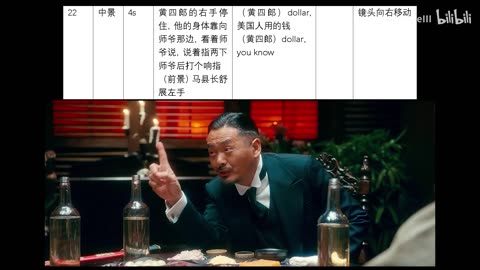 22
中景
4s
黄四郎的右手停
住，他的身体靠向
师爷那边，看着师
爷说，说着指两下
师爷后打个响指
（前景）马县长舒
展左手
（黄四郎）dollar,
美国人用的钱
（黄四郎）dollar,
you know
镜头向右移动
bilibili